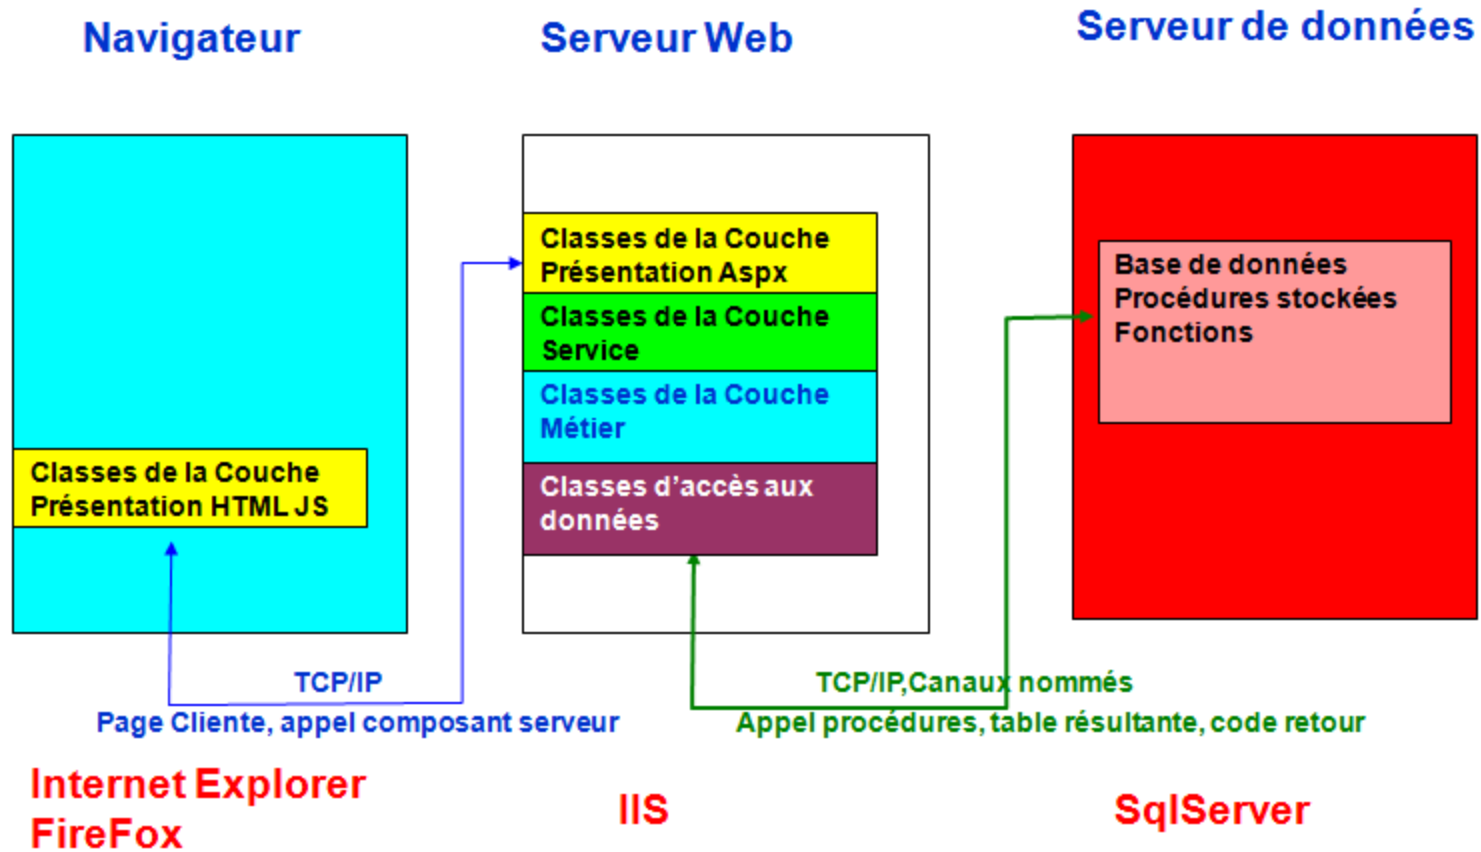 Navigateur
Serveur Web
Serveur de données
Classes de la Couche
Présentation HTML JS
Classes de la Couche
Présentation Aspx
Classes de la Couche
Service
Classes de la Couche
Métier
Classes d'accès aux
données
Base de données
Procédures stockées
Fonctions
TCP/IP
Page Cliente, appel composant serveur
TCP/IP,Canaux nommés
Appel procédures, table résultante, code retour
Internet Explorer
FireFox
IIS
SqlServer